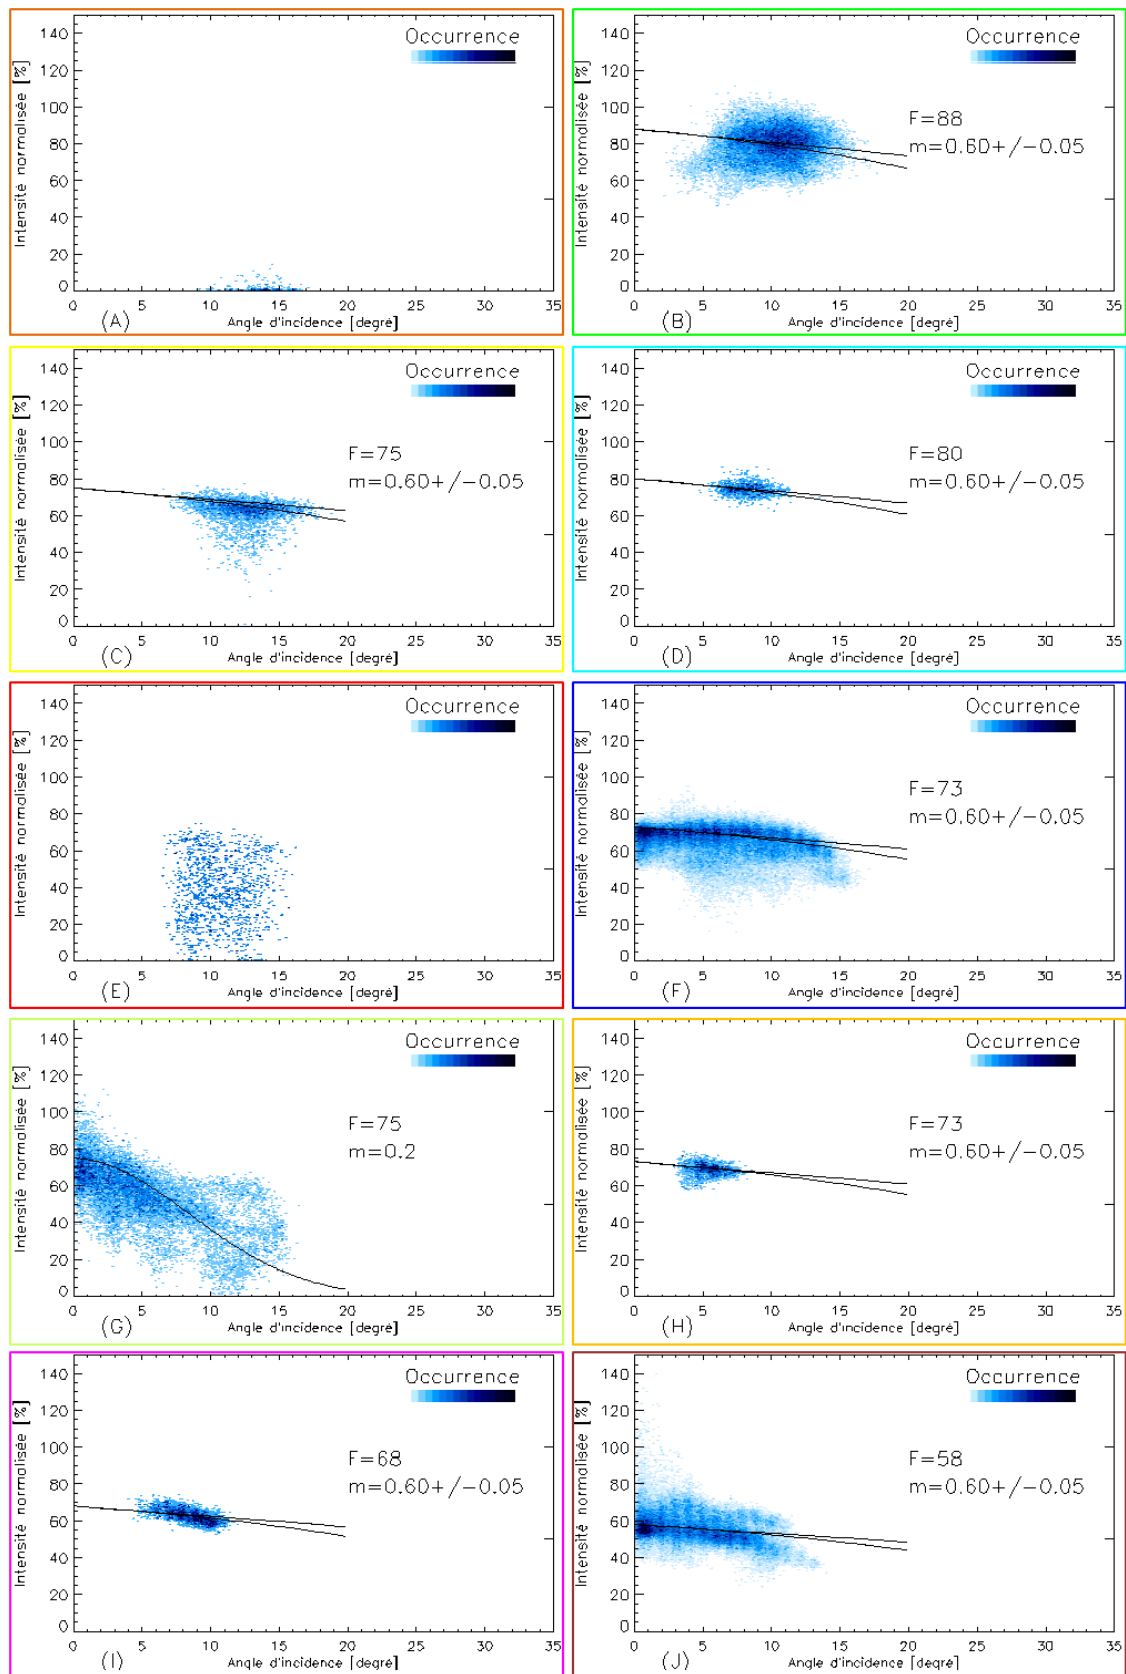 Occurrence
Intensité normalisée [%]
140
120
100
80
60
40
20
0
0 5 10 15 20 25 30 35
(A) Angle d'incidence [degré]
Occurrence
Intensité normalisée [%]
140
120
100
80
60
40
20
0
F=88
m=0.60+/-0.05
0 5 10 15 20 25 30 35
(B) Angle d'incidence [degré]
Occurrence
Intensité normalisée [%]
140
120
100
80
60
40
20
0
F=75
m=0.60+/-0.05
0 5 10 15 20 25 30 35
(C) Angle d'incidence [degré]
Occurrence
Intensité normalisée [%]
140
120
100
80
60
40
20
0
F=80
m=0.60+/-0.05
0 5 10 15 20 25 30 35
(D) Angle d'incidence [degré]
Occurrence
Intensité normalisée [%]
140
120
100
80
60
40
20
0
0 5 10 15 20 25 30 35
(E) Angle d'incidence [degré]
Occurrence
Intensité normalisée [%]
140
120
100
80
60
40
20
0
F=73
m=0.60+/-0.05
0 5 10 15 20 25 30 35
(F) Angle d'incidence [degré]
Occurrence
Intensité normalisée [%]
140
120
100
80
60
40
20
0
F=75
m=0.2
0 5 10 15 20 25 30 35
(G) Angle d'incidence [degré]
Occurrence
Intensité normalisée [%]
140
120
100
80
60
40
20
0
F=73
m=0.60+/-0.05
0 5 10 15 20 25 30 35
(H) Angle d'incidence [degré]
Occurrence
Intensité normalisée [%]
140
120
100
80
60
40
20
0
F=68
m=0.60+/-0.05
0 5 10 15 20 25 30 35
(I) Angle d'incidence [degré]
Occurrence
Intensité normalisée [%]
140
120
100
80
60
40
20
0
F=58
m=0.60+/-0.05
0 5 10 15 20 25 30 35
(J) Angle d'incidence [degré]